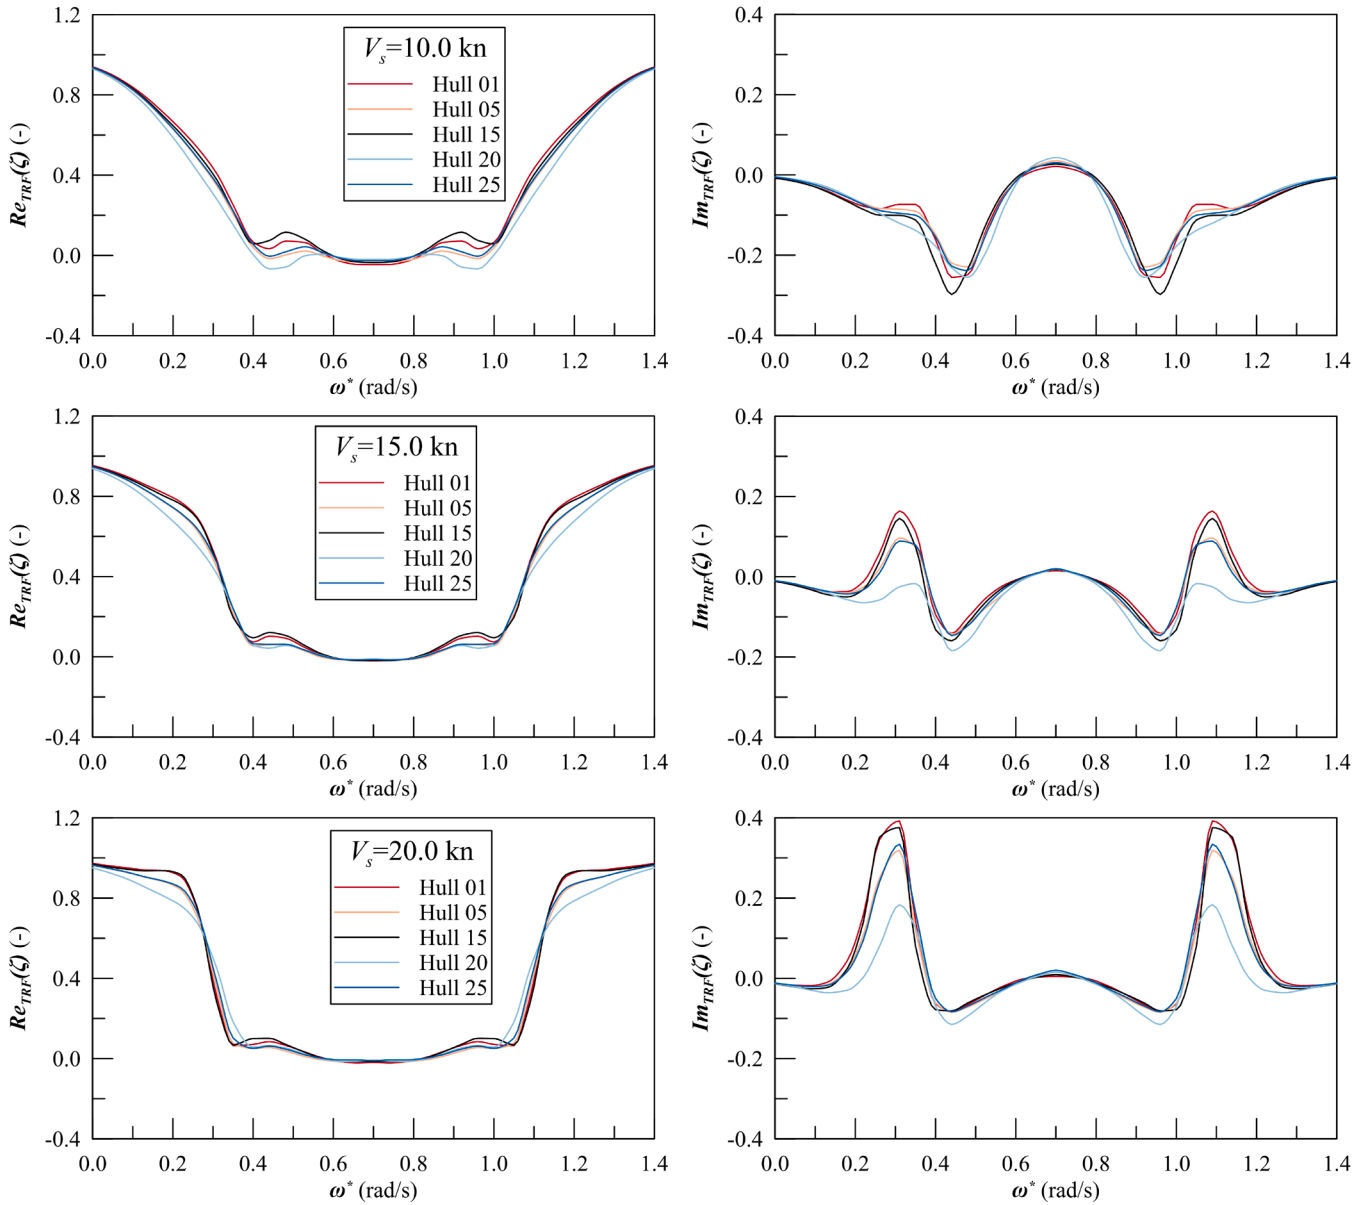 1.2
0.8
0.4
0.0
-0.4
Re_TRF(ζ) (-)
V_s=10.0 kn
Hull 01
Hull 05
Hull 15
Hull 20
Hull 25
0.0 0.2 0.4 0.6 0.8 1.0 1.2 1.4
ω* (rad/s)
0.4
0.2
0.0
-0.2
-0.4
Im_TRF(ζ) (-)
0.0 0.2 0.4 0.6 0.8 1.0 1.2 1.4
ω* (rad/s)
1.2
0.8
0.4
0.0
-0.4
Re_TRF(ζ) (-)
V_s=15.0 kn
Hull 01
Hull 05
Hull 15
Hull 20
Hull 25
0.0 0.2 0.4 0.6 0.8 1.0 1.2 1.4
ω* (rad/s)
0.4
0.2
0.0
-0.2
-0.4
Im_TRF(ζ) (-)
0.0 0.2 0.4 0.6 0.8 1.0 1.2 1.4
ω* (rad/s)
1.2
0.8
0.4
0.0
-0.4
Re_TRF(ζ) (-)
V_s=20.0 kn
Hull 01
Hull 05
Hull 15
Hull 20
Hull 25
0.0 0.2 0.4 0.6 0.8 1.0 1.2 1.4
ω* (rad/s)
0.4
0.2
0.0
-0.2
-0.4
Im_TRF(ζ) (-)
0.0 0.2 0.4 0.6 0.8 1.0 1.2 1.4
ω* (rad/s)